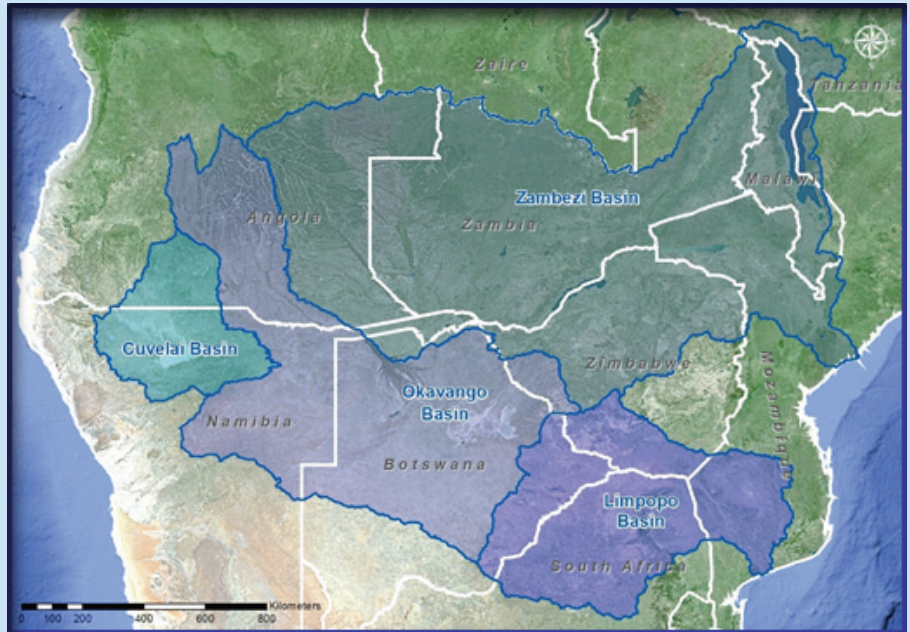 N
Zaire
Tanzania
Malawi
Zambezi Basin
Angola
Zambia
Cuvelai Basin
Zimbabwe
Mozambique
Okavango
Basin
Namibia
Botswana
Limpopo
Basin
South Africa
Kilometers
0 100 200 400 600 800